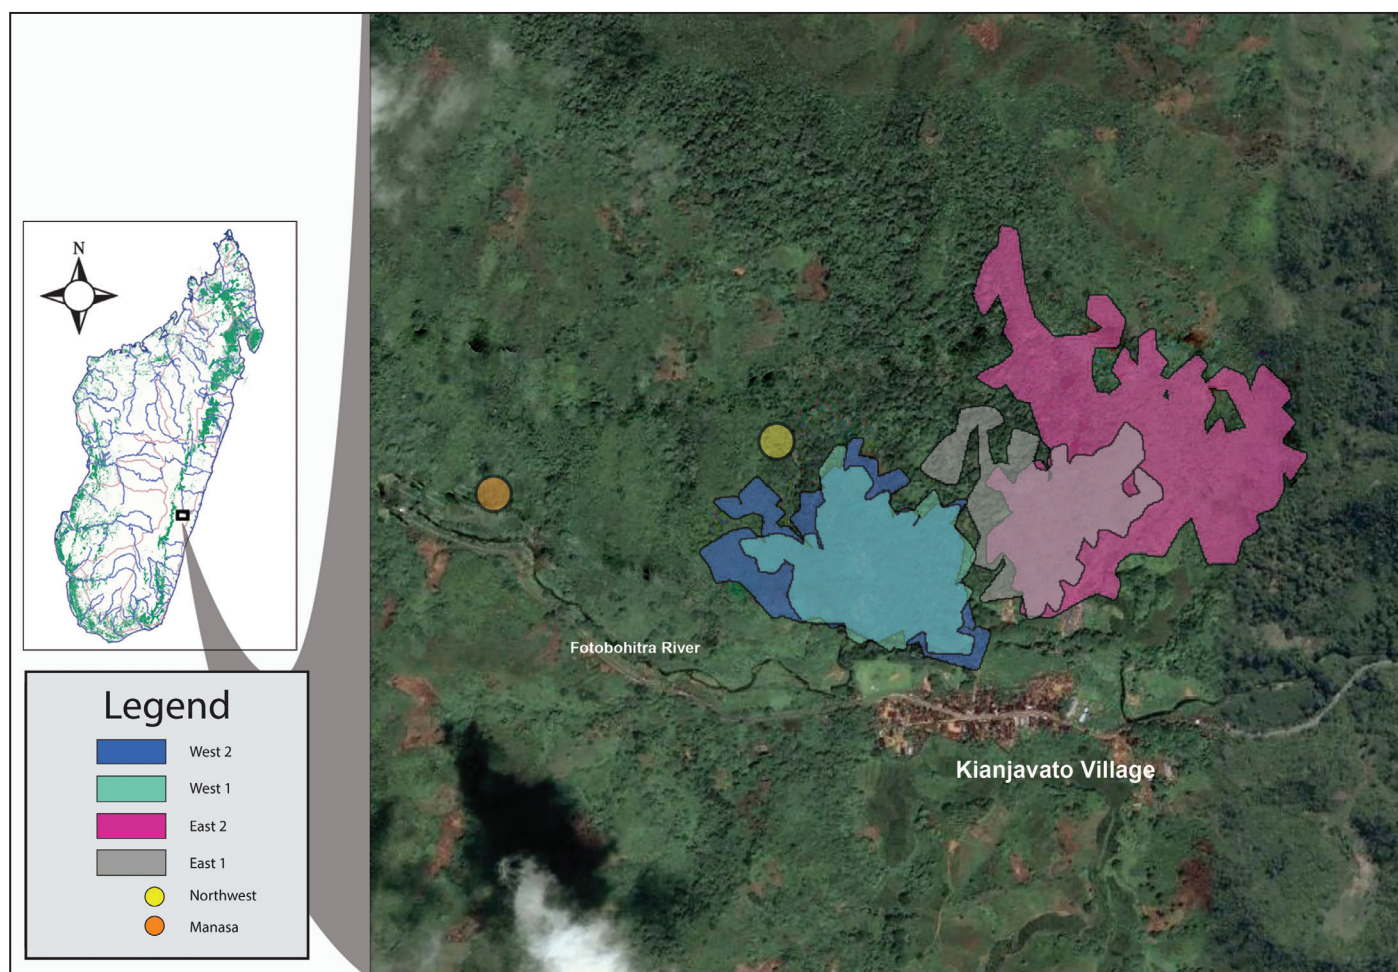 N
Fotobohitra River
Kianjavato Village
Legend
West 2
West 1
East 2
East 1
Northwest
Manasa